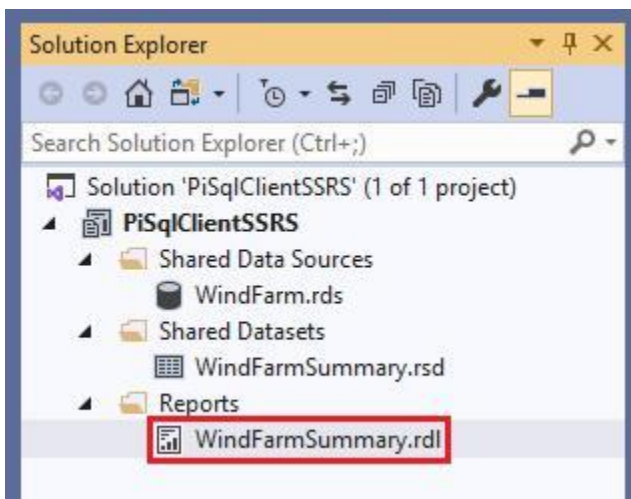 Solution Explorer
Search Solution Explorer (Ctrl+;)
Solution 'PiSqlClientSSRS' (1 of 1 project)
PiSqlClientSSRS
Shared Data Sources
WindFarm.rds
Shared Datasets
WindFarmSummary.rsd
Reports
WindFarmSummary.rdl